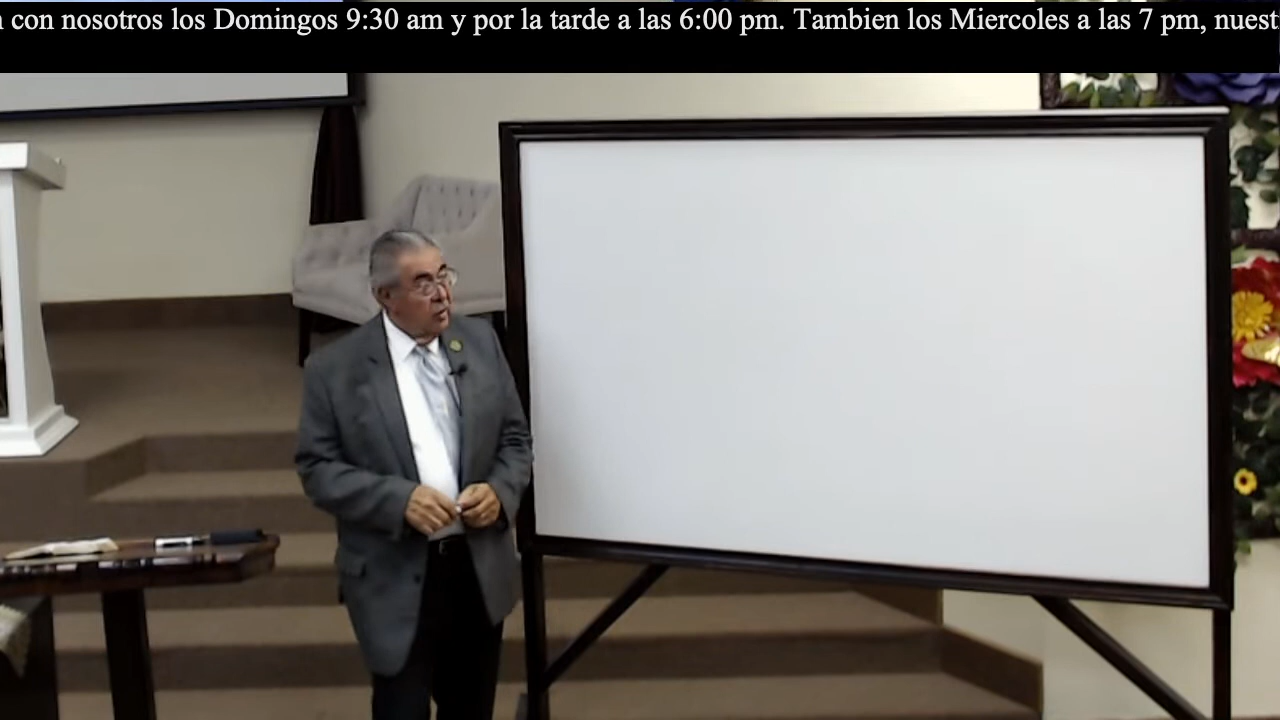 con nosotros los Domingos 9:30 am y por la tarde a las 6:00 pm. Tambien los Miercoles a las 7 pm,